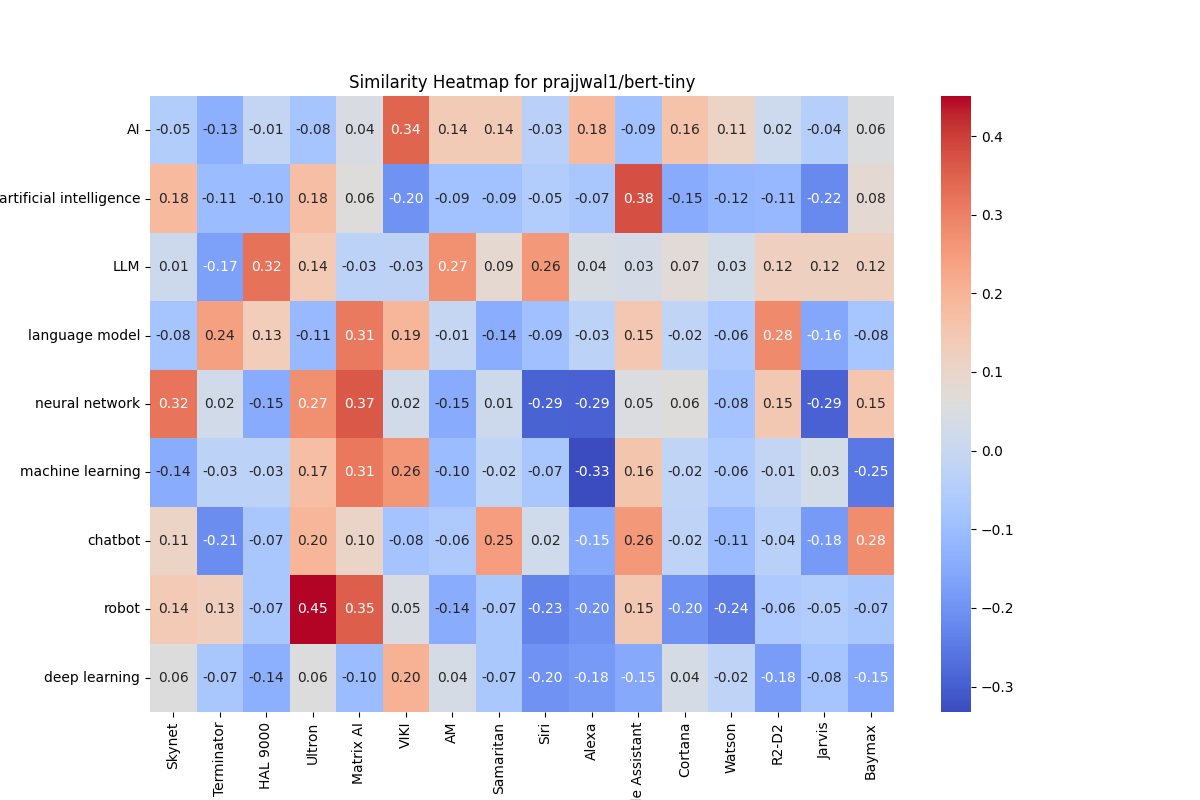 Similarity Heatmap for prajjwal1/bert-tiny
AI -0.05 -0.13 -0.01 -0.08 0.04 0.34 0.14 0.14 -0.03 0.18 -0.09 0.16 0.11 0.02 -0.04 0.06
artificial intelligence 0.18 -0.11 -0.10 0.18 0.06 -0.20 -0.09 -0.09 -0.05 -0.07 0.38 -0.15 -0.12 -0.11 -0.22 0.08
LLM 0.01 -0.17 0.32 0.14 -0.03 -0.03 0.27 0.09 0.26 0.04 0.03 0.07 0.03 0.12 0.12 0.12
language model -0.08 0.24 0.13 -0.11 0.31 0.19 -0.01 -0.14 -0.09 -0.03 0.15 -0.02 -0.06 0.28 -0.16 -0.08
neural network 0.32 0.02 -0.15 0.27 0.37 0.02 -0.15 0.01 -0.29 -0.29 0.05 0.06 -0.08 0.15 -0.29 0.15
machine learning -0.14 -0.03 -0.03 0.17 0.31 0.26 -0.10 -0.02 -0.07 -0.33 0.16 -0.02 -0.06 -0.01 0.03 -0.25
chatbot 0.11 -0.21 -0.07 0.20 0.10 -0.08 -0.06 0.25 0.02 -0.15 0.26 -0.02 -0.11 -0.04 -0.18 0.28
robot 0.14 0.13 -0.07 0.45 0.35 0.05 -0.14 -0.07 -0.23 -0.20 0.15 -0.20 -0.24 -0.06 -0.05 -0.07
deep learning 0.06 -0.07 -0.14 0.06 -0.10 0.20 0.04 -0.07 -0.20 -0.18 -0.15 0.04 -0.02 -0.18 -0.08 -0.15
Skynet
Terminator
HAL 9000
Ultron
Matrix AI
VIKI
AM
Samaritan
Siri
Alexa
le Assistant
Cortana
Watson
R2-D2
Jarvis
Baymax
0.4
0.3
0.2
0.1
0.0
−0.1
−0.2
−0.3